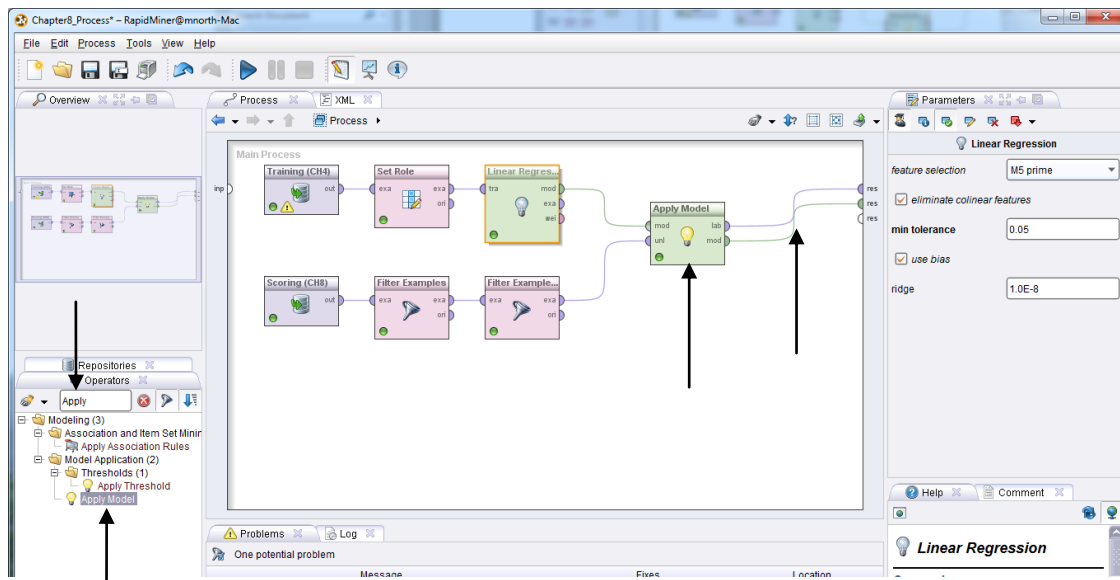 Chapter8_Process* – RapidMiner@mnorth-Mac
File Edit Process Tools View Help
Overview
Process
XML
Parameters
Process
Linear Regression
Main Process
inp
Training (CH4)
out
Set Role
exa exa
ori
Linear Regres...
tra mod
exa
wei
Apply Model
mod lab
unl mod
res
res
res
Scoring (CH8)
out
Filter Examples
exa exa
ori
Filter Example...
exa exa
ori
feature selection M5 prime
eliminate colinear features
min tolerance 0.05
use bias
ridge 1.0E-8
Repositories
Operators
Apply
Modeling (3)
Association and Item Set Minin
Apply Association Rules
Model Application (2)
Thresholds (1)
Apply Threshold
Apply Model
Problems
Log
One potential problem
Message Fixes Location
Help
Comment
Linear Regression